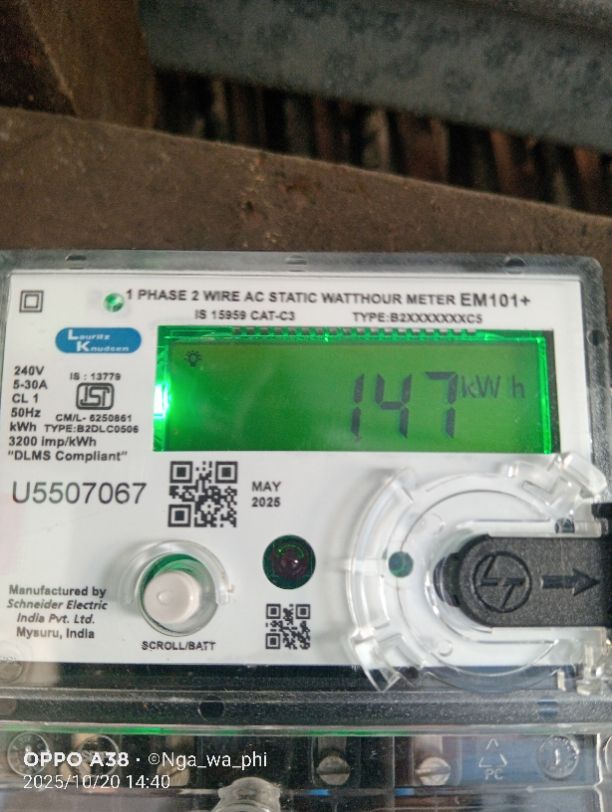 1 PHASE 2 WIRE AC STATIC WATTHOUR METER EM101+
IS 15959 CAT-C3 TYPE:B2XXXXXXXC5
Lauritz
Knudsen
147 kWh
240V
5-30A
CL 1
50Hz
kWh
3200 imp/kWh
"DLMS Compliant"
IS : 13779
ISI
CM/L- 6250861
TYPE:B2DLC0506
U5507067
MAY
2025
Manufactured by
Schneider Electric
India Pvt. Ltd.
Mysuru, India
SCROLL/BATT
LT
PC
OPPO A38 · ©Nga_wa_phi
2025/10/20 14:40